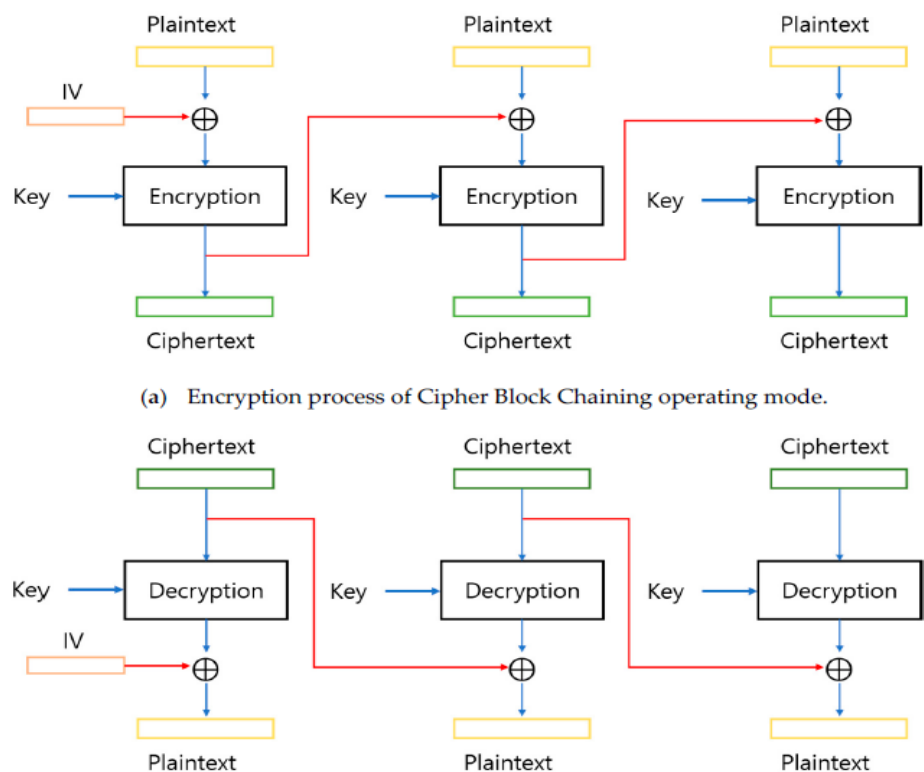 Plaintext Plaintext Plaintext
IV
Key Encryption Key Encryption Key Encryption
Ciphertext Ciphertext Ciphertext
(a) Encryption process of Cipher Block Chaining operating mode.
Ciphertext Ciphertext Ciphertext
Key Decryption Key Decryption Key Decryption
IV
Plaintext Plaintext Plaintext